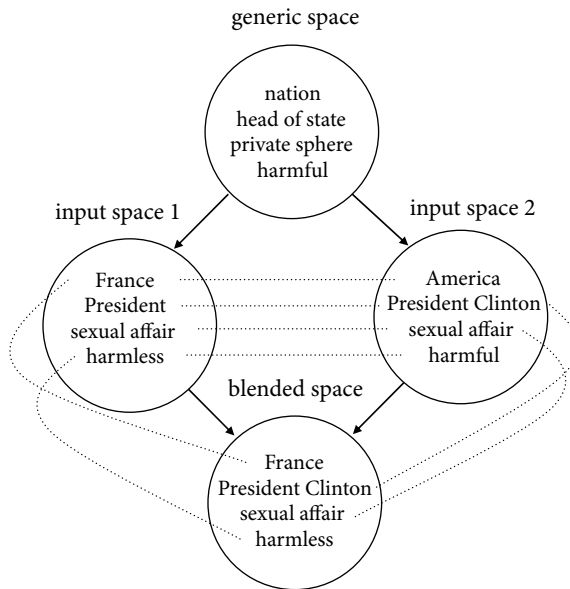 generic space
nation
head of state
private sphere
harmful
input space 1
input space 2
France
President
sexual affair
harmless
America
President Clinton
sexual affair
harmful
blended space
France
President Clinton
sexual affair
harmless